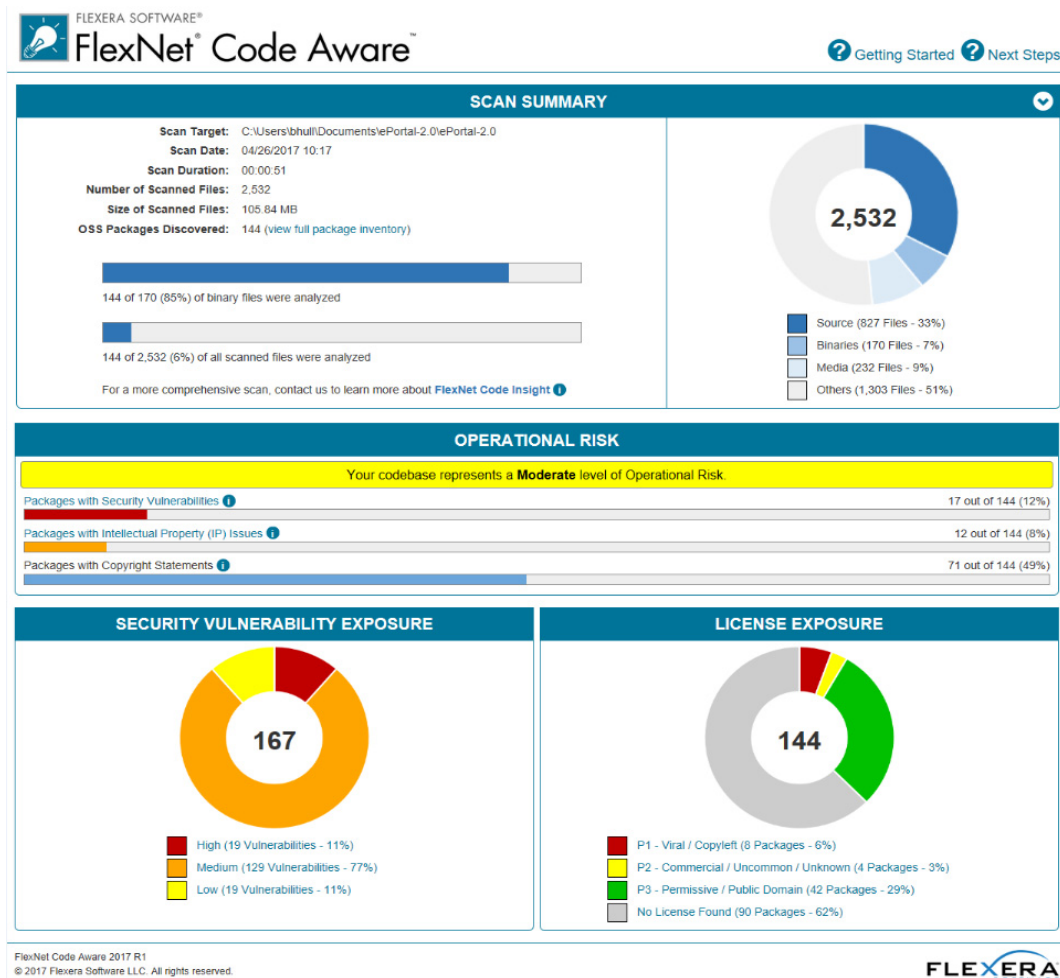 FLEXERA SOFTWARE®
FlexNet® Code Aware™
? Getting Started ? Next Steps
SCAN SUMMARY
Scan Target: C:\Users\bhull\Documents\ePortal-2.0\ePortal-2.0
Scan Date: 04/26/2017 10:17
Scan Duration: 00:00:51
Number of Scanned Files: 2,532
Size of Scanned Files: 105.84 MB
OSS Packages Discovered: 144 (view full package inventory)
144 of 170 (85%) of binary files were analyzed
144 of 2,532 (6%) of all scanned files were analyzed
For a more comprehensive scan, contact us to learn more about FlexNet Code Insight i
2,532
Source (827 Files - 33%)
Binaries (170 Files - 7%)
Media (232 Files - 9%)
Others (1,303 Files - 51%)
OPERATIONAL RISK
Your codebase represents a Moderate level of Operational Risk.
Packages with Security Vulnerabilities i 17 out of 144 (12%)
Packages with Intellectual Property (IP) Issues i 12 out of 144 (8%)
Packages with Copyright Statements i 71 out of 144 (49%)
SECURITY VULNERABILITY EXPOSURE
167
High (19 Vulnerabilities - 11%)
Medium (129 Vulnerabilities - 77%)
Low (19 Vulnerabilities - 11%)
LICENSE EXPOSURE
144
P1 - Viral / Copyleft (8 Packages - 6%)
P2 - Commercial / Uncommon / Unknown (4 Packages - 3%)
P3 - Permissive / Public Domain (42 Packages - 29%)
No License Found (90 Packages - 62%)
FlexNet Code Aware 2017 R1
© 2017 Flexera Software LLC. All rights reserved.
FLEXERA